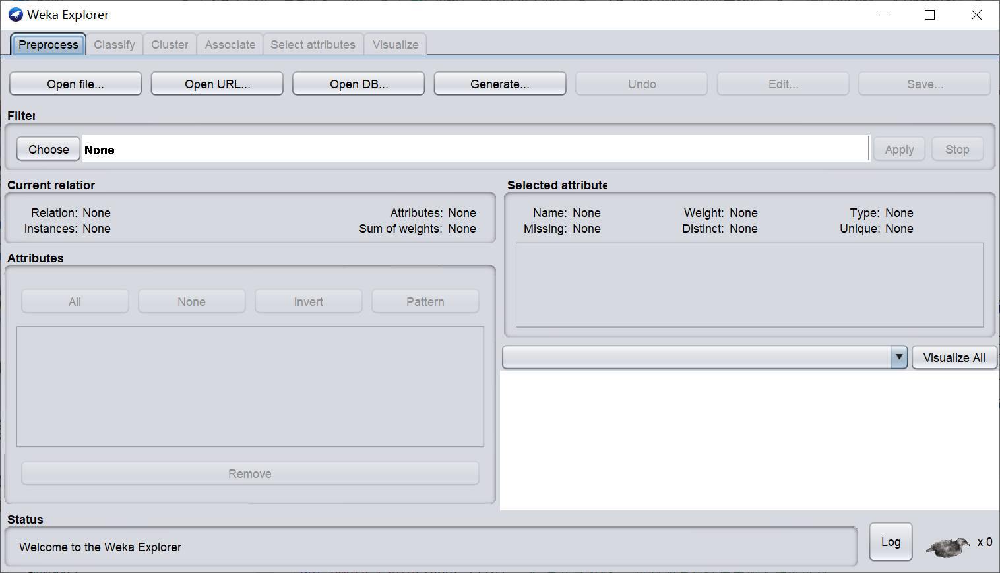 Weka Explorer
Preprocess Classify Cluster Associate Select attributes Visualize
Open file... Open URL... Open DB... Generate... Undo Edit... Save...
Filter
Choose None Apply Stop
Current relation Selected attribute
Relation: None Attributes: None Name: None Weight: None Type: None
Instances: None Sum of weights: None Missing: None Distinct: None Unique: None
Attributes
All None Invert Pattern
Visualize All
Remove
Status
Welcome to the Weka Explorer
Log x 0